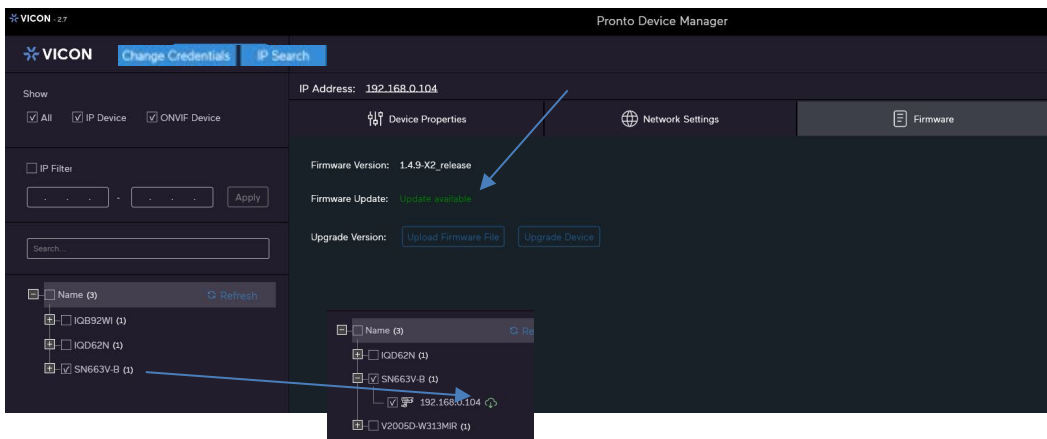 VICON - 2.7
Pronto Device Manager
VICON
Change Credentials
IP Search
Show
All
IP Device
ONVIF Device
IP Filter
. . . - . . .
Apply
Search...
Name (3)
Refresh
IQB92WI (1)
IQD62N (1)
SN663V-B (1)
IP Address: 192.168.0.104
Device Properties
Network Settings
Firmware
Firmware Version: 1.4.9-X2_release
Firmware Update: Update available
Upgrade Version:
Upload Firmware File
Upgrade Device
Name (3)
Re
IQD62N (1)
SN663V-B (1)
192.168.0.104
V2005D-W313MIR (1)